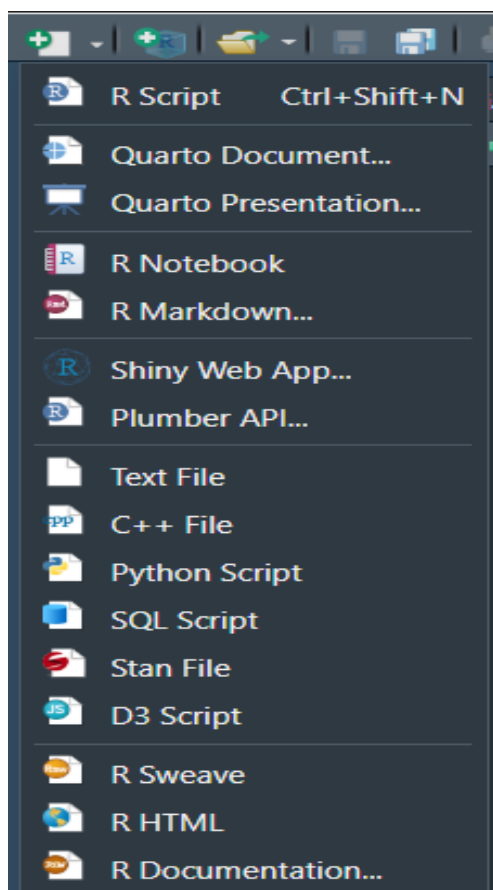 R Script Ctrl+Shift+N
Quarto Document...
Quarto Presentation...
R Notebook
R Markdown...
Shiny Web App...
Plumber API...
Text File
C++ File
Python Script
SQL Script
Stan File
D3 Script
R Sweave
R HTML
R Documentation...